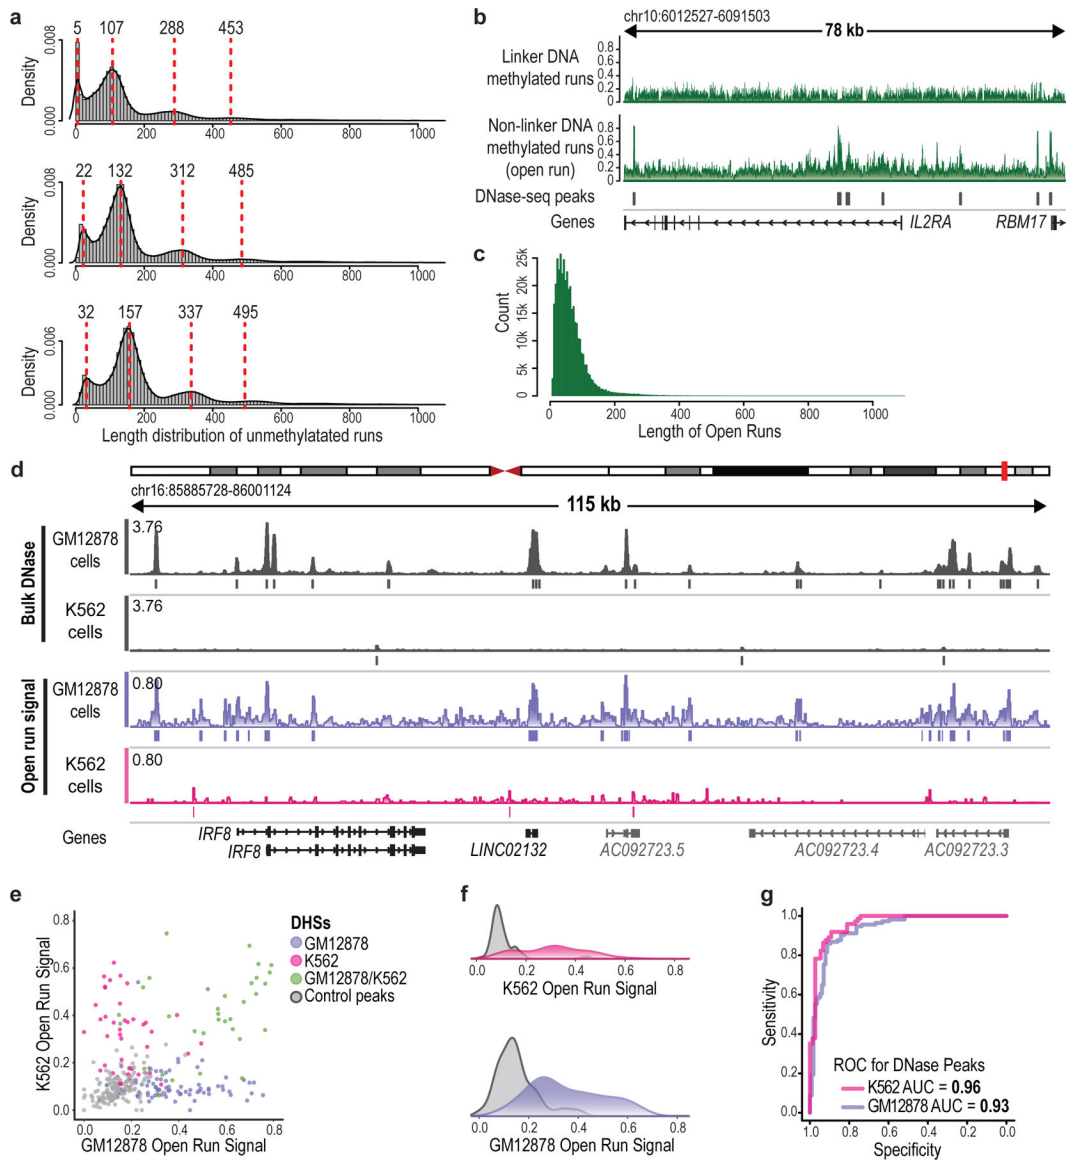 a
5 107 288 453
Density
0.008
0.000
0 200 400 600 800 1000
22 132 312 485
0.008
0.000
0 200 400 600 800 1000
32 157 337 495
Density
0.006
0.000
0 200 400 600 800 1000
Length distribution of unmethylatated runs
b
chr10:6012527-6091503
78 kb
Linker DNA
methylated runs
0.8
0.4
0.2
0
Non-linker DNA
methylated runs
(open run)
0.8
0.4
0.2
0
DNase-seq peaks
Genes
IL2RA
RBM17
c
Count
25k
20k
15k
10k
5k
0
0 200 400 600 800 1000
Length of Open Runs
d
chr16:85885728-86001124
115 kb
Bulk DNase
GM12878
cells
3.76
K562
cells
3.76
Open run signal
GM12878
cells
0.80
K562
cells
0.80
Genes
IRF8
IRF8
LINC02132
AC092723.5
AC092723.4
AC092723.3
e
K562 Open Run Signal
0.8
0.6
0.4
0.2
0.0
0.0 0.2 0.4 0.6 0.8
GM12878 Open Run Signal
DHSs
GM12878
K562
GM12878/K562
Control peaks
f
0.0 0.2 0.4 0.6 0.8
K562 Open Run Signal
0.0 0.2 0.4 0.6 0.8
GM12878 Open Run Signal
g
Sensitivity
1.0
0.8
0.6
0.4
0.2
0.0
ROC for DNase Peaks
K562 AUC = 0.96
GM12878 AUC = 0.93
1.0 0.8 0.6 0.4 0.2 0.0
Specificity